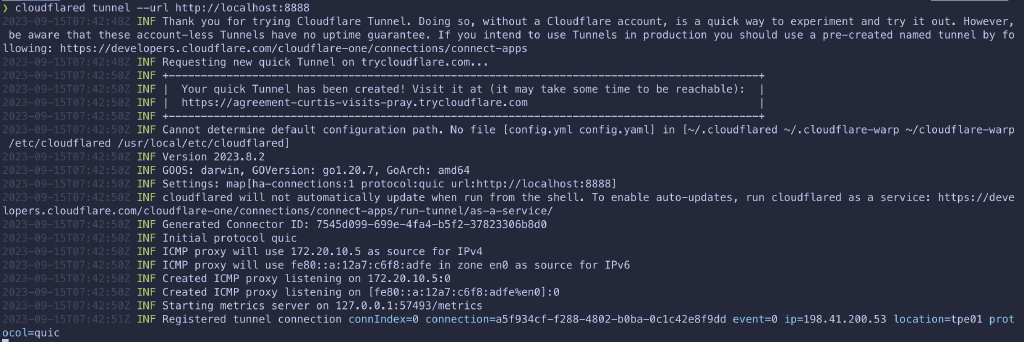 ❯ cloudflared tunnel --url http://localhost:8888
2023-09-15T07:42:48Z INF Thank you for trying Cloudflare Tunnel. Doing so, without a Cloudflare account, is a quick way to experiment and try it out. However,
 be aware that these account-less Tunnels have no uptime guarantee. If you intend to use Tunnels in production you should use a pre-created named tunnel by fo
llowing: https://developers.cloudflare.com/cloudflare-one/connections/connect-apps
2023-09-15T07:42:48Z INF Requesting new quick Tunnel on trycloudflare.com...
2023-09-15T07:42:50Z INF +--------------------------------------------------------------------------------------------+
2023-09-15T07:42:50Z INF |  Your quick Tunnel has been created! Visit it at (it may take some time to be reachable):  |
2023-09-15T07:42:50Z INF |  https://agreement-curtis-visits-pray.trycloudflare.com                                    |
2023-09-15T07:42:50Z INF +--------------------------------------------------------------------------------------------+
2023-09-15T07:42:50Z INF Cannot determine default configuration path. No file [config.yml config.yaml] in [~/.cloudflared ~/.cloudflare-warp ~/cloudflare-warp
 /etc/cloudflared /usr/local/etc/cloudflared]
2023-09-15T07:42:50Z INF Version 2023.8.2
2023-09-15T07:42:50Z INF GOOS: darwin, GOVersion: go1.20.7, GoArch: amd64
2023-09-15T07:42:50Z INF Settings: map[ha-connections:1 protocol:quic url:http://localhost:8888]
2023-09-15T07:42:50Z INF cloudflared will not automatically update when run from the shell. To enable auto-updates, run cloudflared as a service: https://deve
lopers.cloudflare.com/cloudflare-one/connections/connect-apps/run-tunnel/as-a-service/
2023-09-15T07:42:50Z INF Generated Connector ID: 7545d099-699e-4fa4-b5f2-37823306b8d0
2023-09-15T07:42:50Z INF Initial protocol quic
2023-09-15T07:42:50Z INF ICMP proxy will use 172.20.10.5 as source for IPv4
2023-09-15T07:42:50Z INF ICMP proxy will use fe80::a:12a7:c6f8:adfe in zone en0 as source for IPv6
2023-09-15T07:42:50Z INF Created ICMP proxy listening on 172.20.10.5:0
2023-09-15T07:42:50Z INF Created ICMP proxy listening on [fe80::a:12a7:c6f8:adfe%en0]:0
2023-09-15T07:42:50Z INF Starting metrics server on 127.0.0.1:57493/metrics
2023-09-15T07:42:51Z INF Registered tunnel connection connIndex=0 connection=a5f934cf-f288-4802-b0ba-0c1c42e8f9dd event=0 ip=198.41.200.53 location=tpe01 prot
ocol=quic